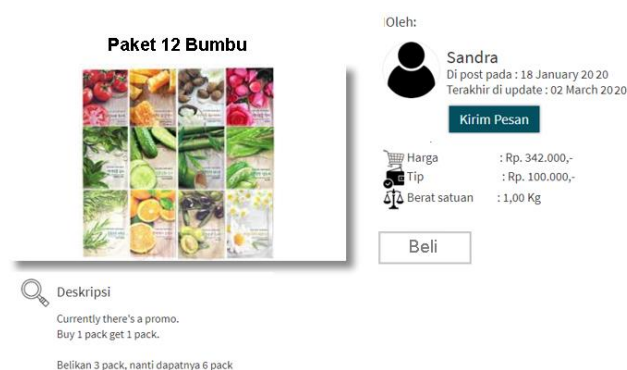 Paket 12 Bumbu
Oleh:
Sandra
Di post pada : 18 January 2020
Terakhir di update : 02 March 2020
Kirim Pesan
Harga : Rp. 342.000,-
Tip : Rp. 100.000,-
Berat satuan : 1,00 Kg
Beli
Deskripsi
Currently there's a promo.
Buy 1 pack get 1 pack.
Belikan 3 pack, nanti dapatnya 6 pack